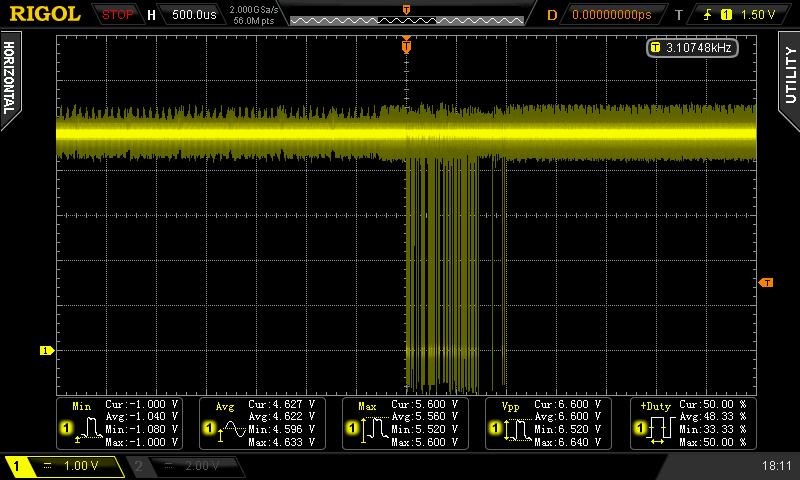 RIGOL STOP H 500.0us 2.000GSa/s 56.0M pts T D 0.00000000ps T 1 1.50 V
HORIZONTAL
UTILITY
T
T 3.10748kHz
T
1
Min
Cur:-1.000 V
Avg:-1.040 V
Min:-1.080 V
Max:-1.000 V
1
Avg
Cur:4.627 V
Avg:4.622 V
Min:4.596 V
Max:4.633 V
1
Max
Cur:5.600 V
Avg:5.560 V
Min:5.520 V
Max:5.600 V
1
Vpp
Cur:6.600 V
Avg:6.600 V
Min:6.520 V
Max:6.640 V
1
+Duty
Cur:50.00 %
Avg:48.33 %
Min:33.33 %
Max:50.00 %
1
1 1.00 V 2 2.00 V 18:11